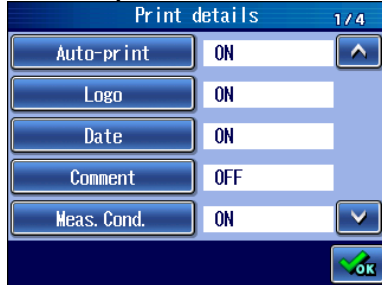 Print details 1/4
Auto-print ON
Logo ON
Date ON
Comment OFF
Meas. Cond. ON
OK